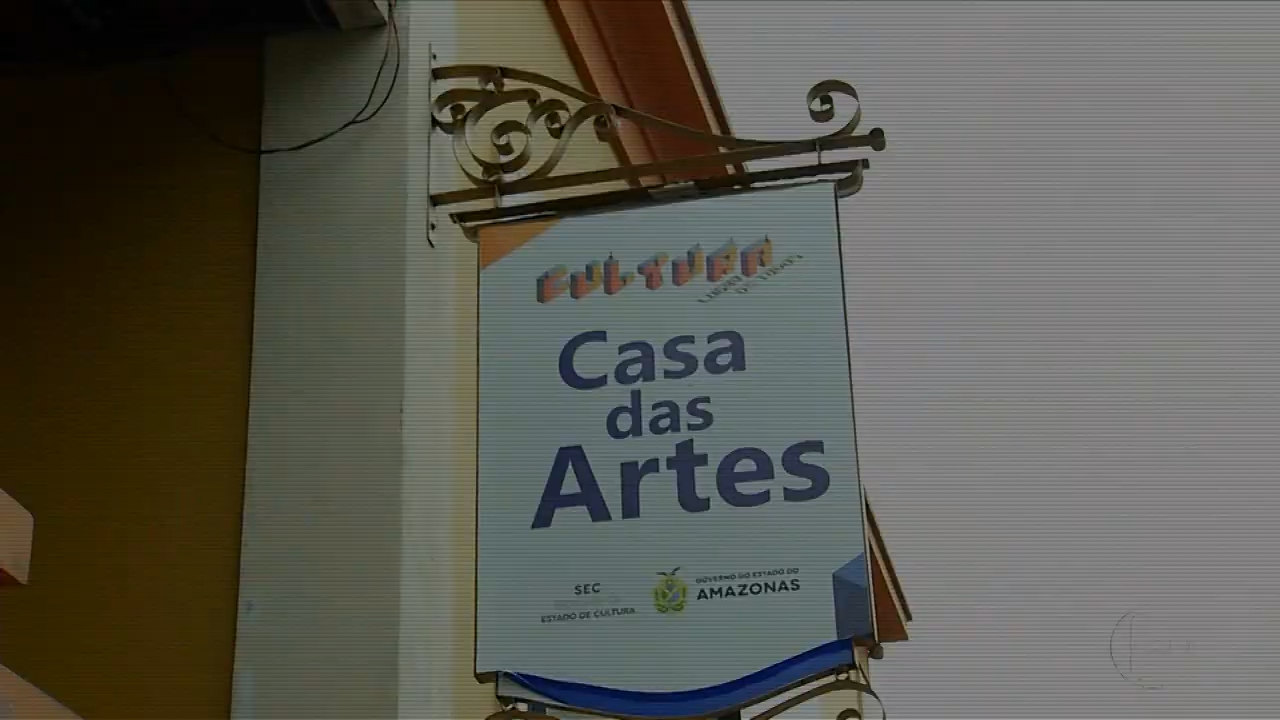 CULTURA
Casa
das
Artes
SEC
ESTADO DE CULTURA
GOVERNO DO ESTADO DO
AMAZONAS